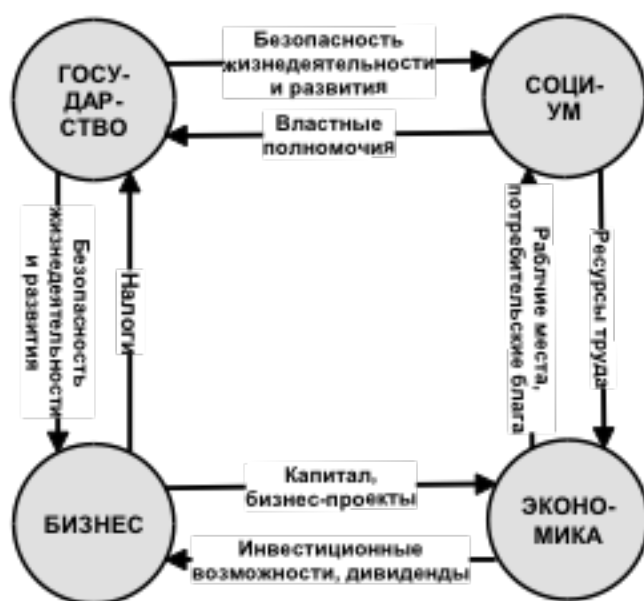 ГОСУ-
ДАР-
СТВО
Безопасность
жизнедеятельности
и развития
СОЦИ-
УМ
Властные
полномочия
Безопасность
жизнедеятельности
и развития
Налоги
Раблчие места,
потребительские блага
Ресурсы труда
БИЗНЕС
Капитал,
бизнес-проекты
ЭКОНО-
МИКА
Инвестиционные
возможности, дивиденды